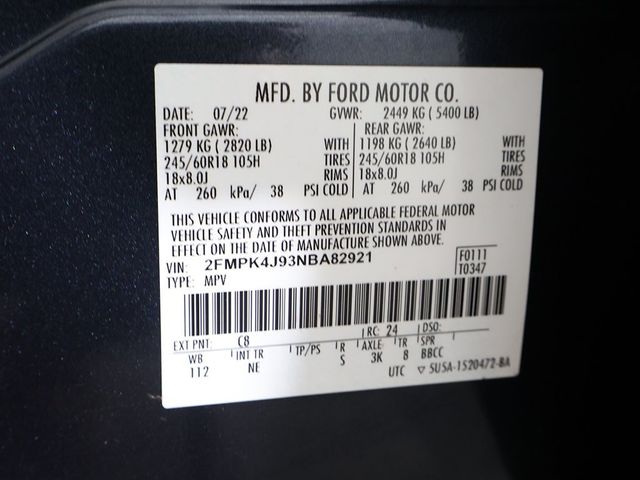 MFD. BY FORD MOTOR CO.
DATE: 07/22 GVWR: 2449 KG ( 5400 LB)
FRONT GAWR: REAR GAWR:
1279 KG ( 2820 LB) WITH 1198 KG ( 2640 LB) WITH
245/60R18 105H TIRES 245/60R18 105H TIRES
18x8.0J RIMS 18x8.0J RIMS
AT 260 kPa/ 38 PSI COLD AT 260 kPa/ 38 PSI COLD
THIS VEHICLE CONFORMS TO ALL APPLICABLE FEDERAL MOTOR
VEHICLE SAFETY AND THEFT PREVENTION STANDARDS IN
EFFECT ON THE DATE OF MANUFACTURE SHOWN ABOVE.
VIN: 2FMPK4J93NBA82921 F0111
TYPE: MPV T0347
EXT PNT: C8 RC: 24 DSO:
WB INT TR TP/PS R AXLE TR SPR
112 NE S 3K 8 BBCC
UTC ▽ 5U5A-1520472-BA